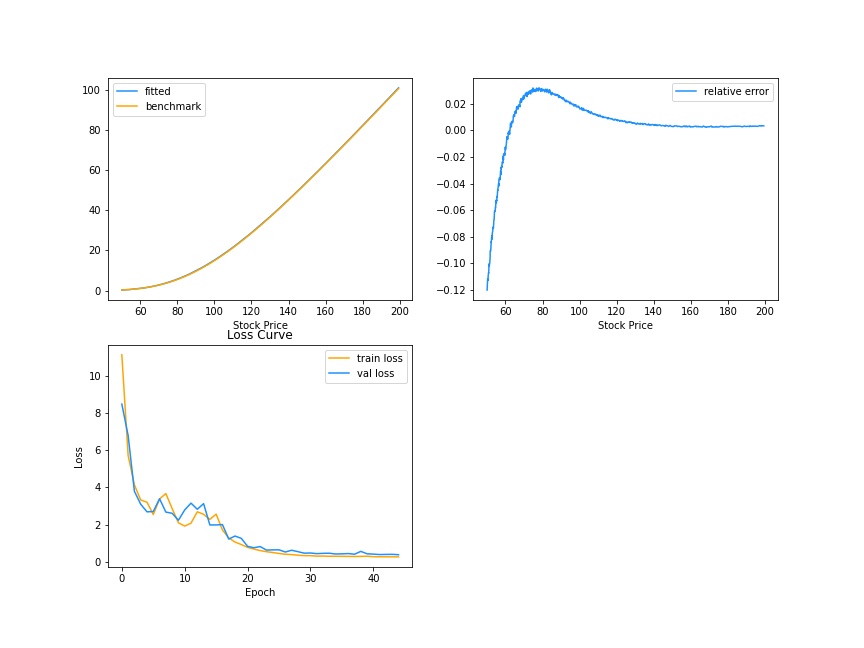 fitted
benchmark
100
80
60
40
20
0
60 80 100 120 140 160 180 200
Stock Price
relative error
0.02
0.00
−0.02
−0.04
−0.06
−0.08
−0.10
−0.12
60 80 100 120 140 160 180 200
Stock Price
Loss Curve
train loss
val loss
10
8
6
4
2
0
Loss
0 10 20 30 40
Epoch